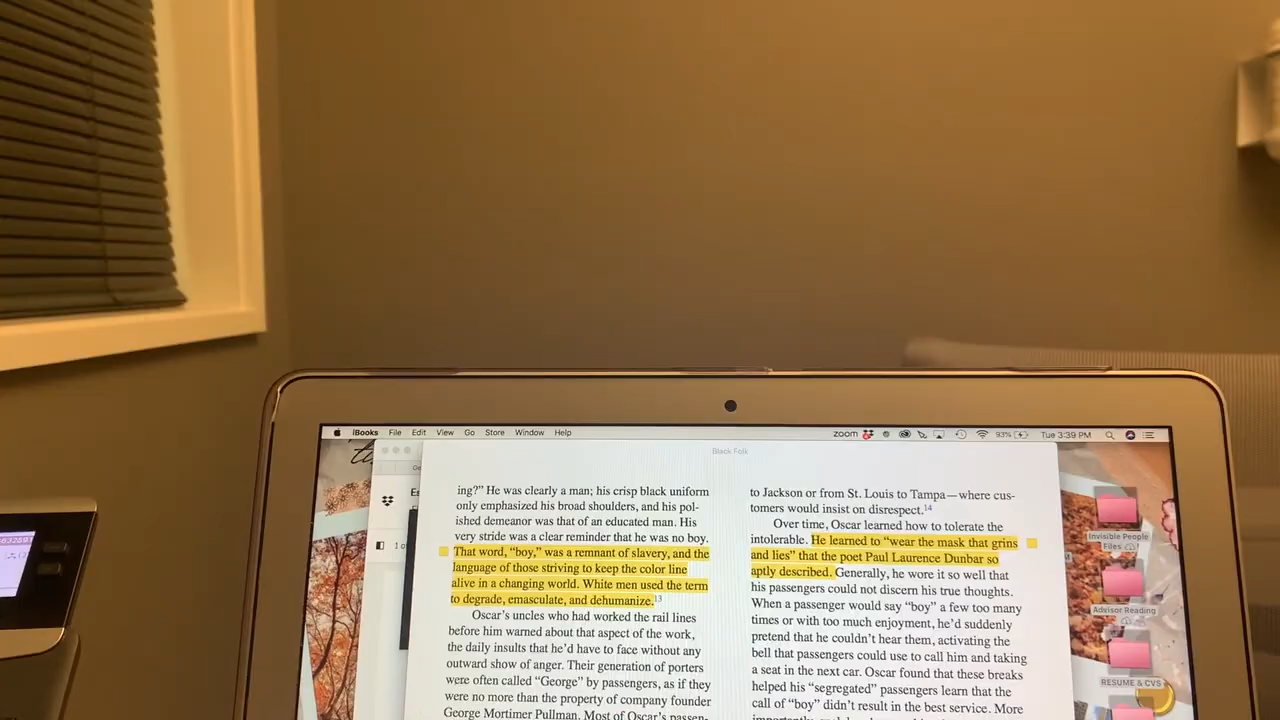 iBooks File Edit View Go Store Window Help
zoom 93% Tue 3:39 PM
Black Folk
ing?” He was clearly a man; his crisp black uniform
only emphasized his broad shoulders, and his pol-
ished demeanor was that of an educated man. His
very stride was a clear reminder that he was no boy.
That word, “boy,” was a remnant of slavery, and the
language of those striving to keep the color line
alive in a changing world. White men used the term
to degrade, emasculate, and dehumanize.13
Oscar’s uncles who had worked the rail lines
before him warned about that aspect of the work,
the daily insults that he’d have to face without any
outward show of anger. Their generation of porters
were often called “George” by passengers, as if they
were no more than the property of company founder
George Mortimer Pullman. Most of Oscar’s passen-
to Jackson or from St. Louis to Tampa—where cus-
tomers would insist on disrespect.14
Over time, Oscar learned how to tolerate the
intolerable. He learned to “wear the mask that grins
and lies” that the poet Paul Laurence Dunbar so
aptly described. Generally, he wore it so well that
his passengers could not discern his true thoughts.
When a passenger would say “boy” a few too many
times or with too much enjoyment, he’d suddenly
pretend that he couldn’t hear them, activating the
bell that passengers could use to call him and taking
a seat in the next car. Oscar found that these breaks
helped his “segregated” passengers learn that the
call of “boy” didn’t result in the best service. More
Invisible People
Files
Advisor Reading
RESUME & CVS